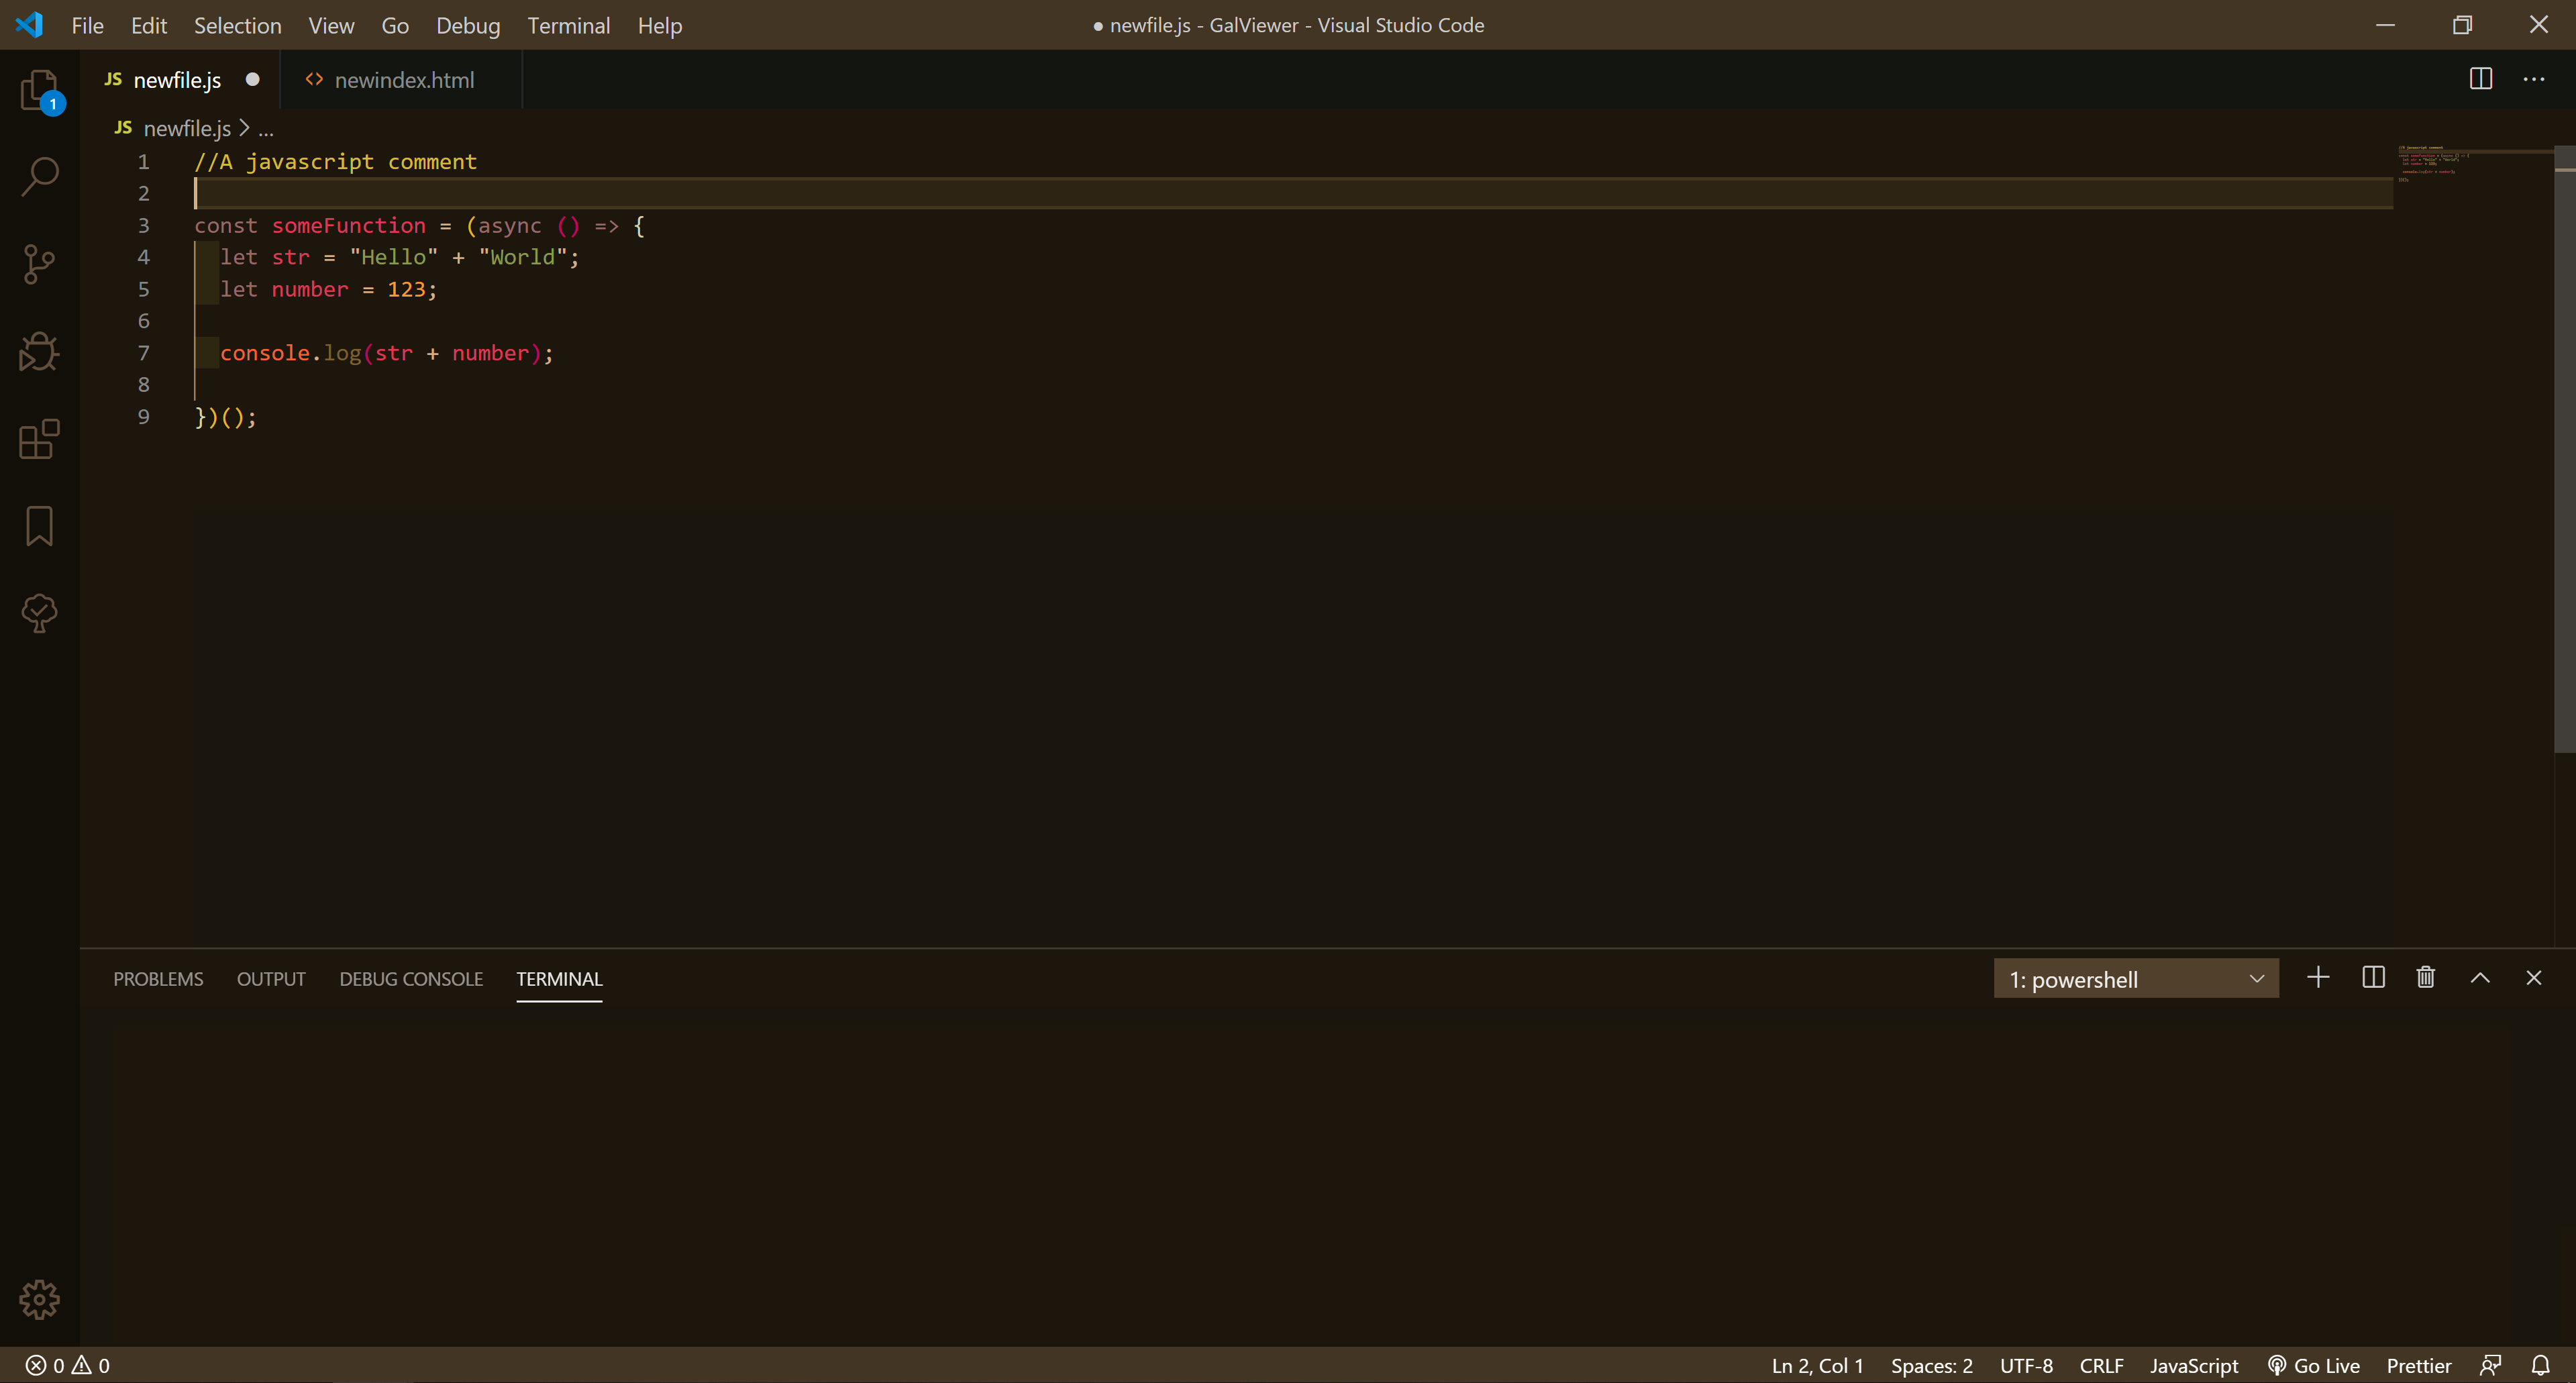 File Edit Selection View Go Debug Terminal Help
● newfile.js - GalViewer - Visual Studio Code
JS newfile.js ● <> newindex.html
1
JS newfile.js > ...
1 //A javascript comment
2
3 const someFunction = (async () => {
4 let str = "Hello" + "World";
5 let number = 123;
6
7 console.log(str + number);
8
9 })();
PROBLEMS OUTPUT DEBUG CONSOLE TERMINAL
1: powershell
0 0
Ln 2, Col 1 Spaces: 2 UTF-8 CRLF JavaScript Go Live Prettier